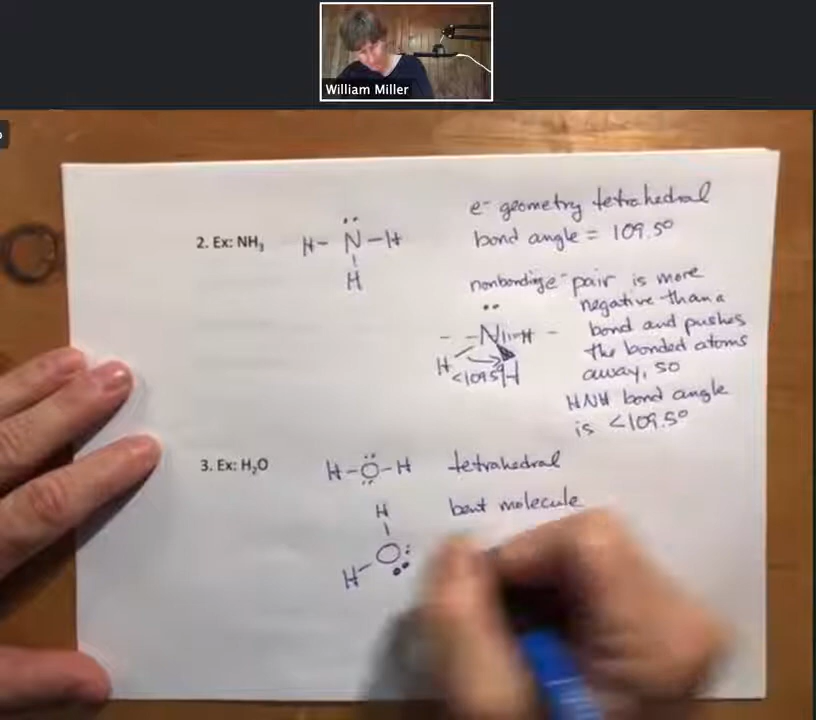 William Miller
2. Ex: NH₃
H-N-H
H
e⁻ geometry tetrahedral
bond angle = 109.5°
nonbonding e⁻ pair is more
negative than a
bond and pushes
the bonded atoms
away, so
HNH bond angle
is <109.5°
N H
H H
<109.5
3. Ex: H₂O
H-O-H
tetrahedral
bent molecule
H
O
H